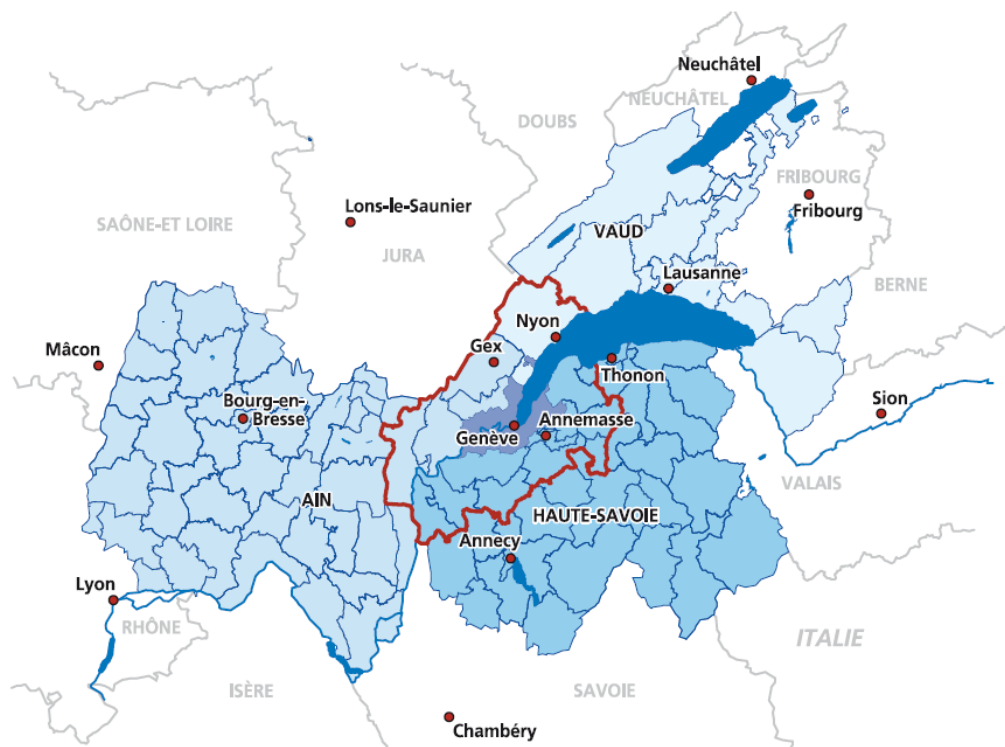 Neuchâtel
NEUCHÂTEL
DOUBS
FRIBOURG
Fribourg
Lons-le-Saunier
SAÔNE-ET LOIRE
VAUD
JURA
Lausanne
BERNE
Nyon
Mâcon
Gex
Thonon
Sion
Bourg-en-
Bresse
Annemasse
Genève
VALAIS
AIN
HAUTE-SAVOIE
Annecy
Lyon
RHÔNE
ITALIE
ISÈRE
SAVOIE
Chambéry